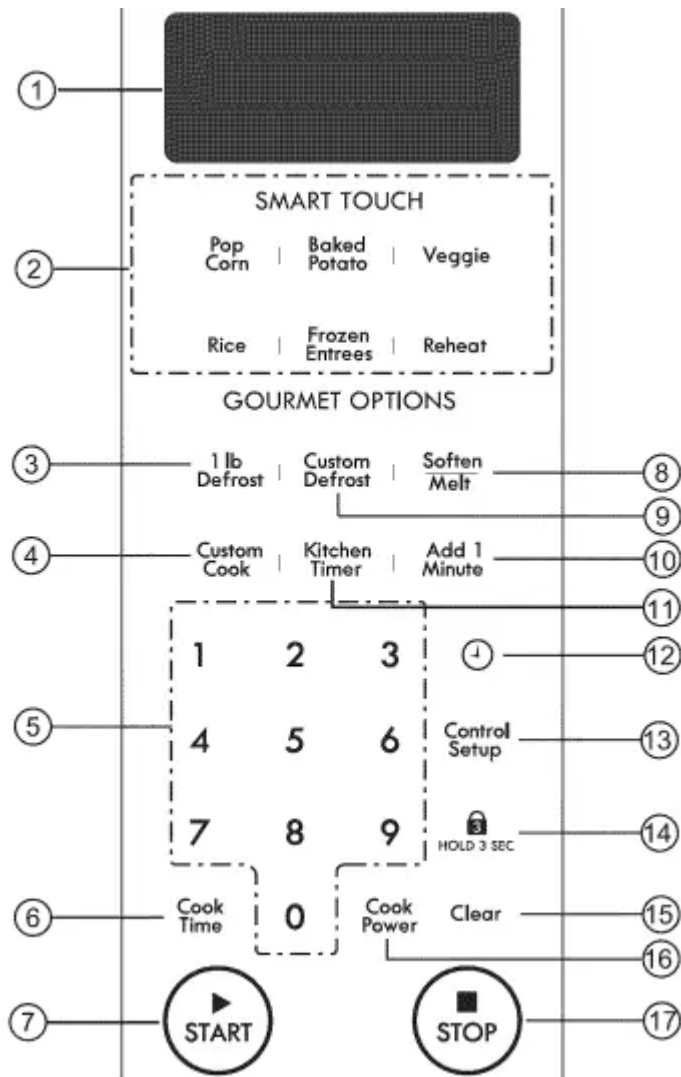 1
SMART TOUCH
Pop Corn | Baked Potato | Veggie
2
Rice | Frozen Entrees | Reheat
GOURMET OPTIONS
3 1 lb Defrost | Custom Defrost | Soften Melt 8
9
4 Custom Cook | Kitchen Timer | Add 1 Minute 10
11
1 2 3 12
5 4 5 6 Control Setup 13
7 8 9 3 HOLD 3 SEC 14
6 Cook Time 0 Cook Power Clear 15
16
7 START STOP 17